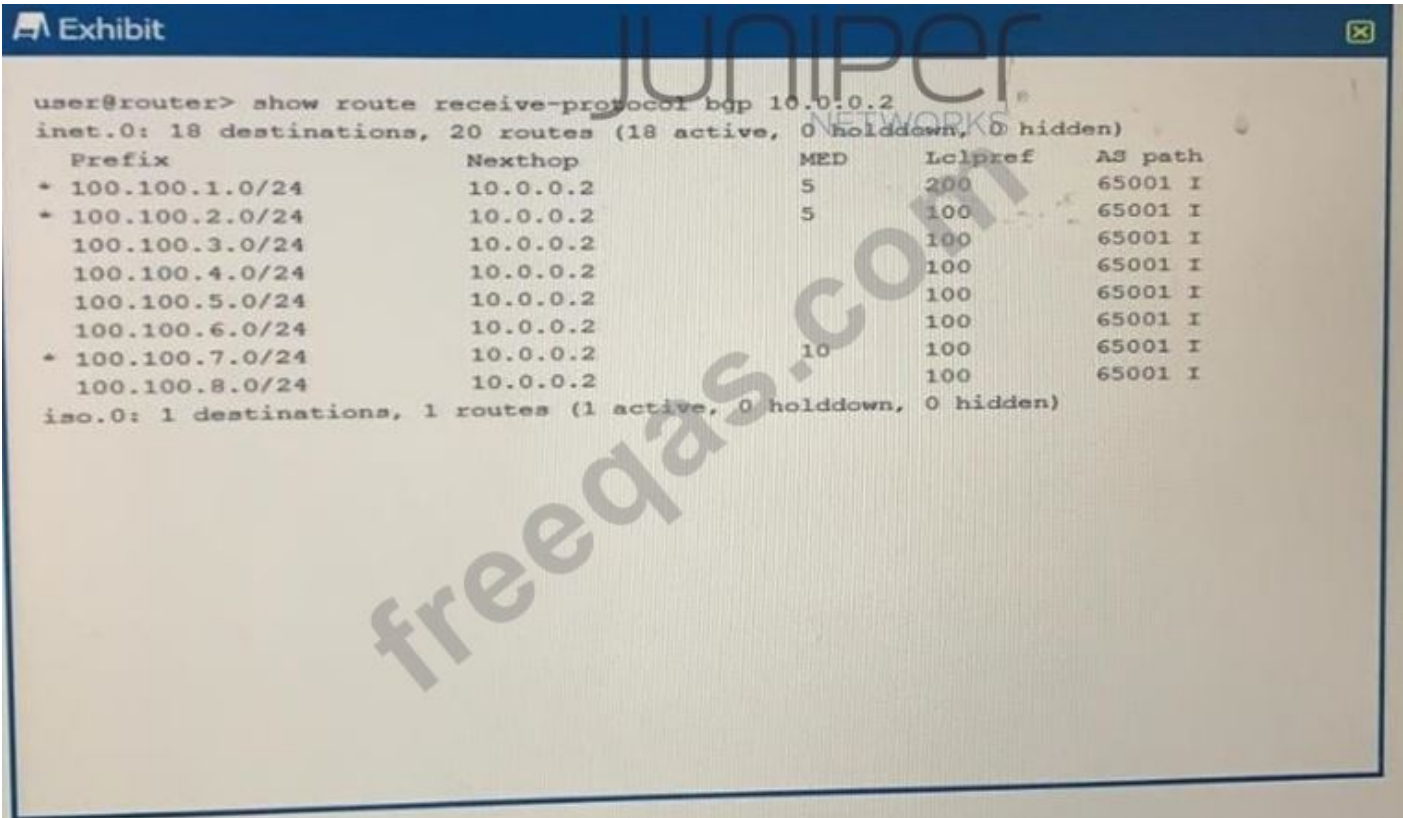 Exhibit
JUNIPER
NETWORKS
user@router> show route receive-protocol bgp 10.0.0.2
inet.0: 18 destinations, 20 routes (18 active, 0 holddown, 0 hidden)
Prefix Nexthop MED Lclpref AS path
* 100.100.1.0/24 10.0.0.2 5 200 65001 I
* 100.100.2.0/24 10.0.0.2 5 100 65001 I
100.100.3.0/24 10.0.0.2 100 65001 I
100.100.4.0/24 10.0.0.2 100 65001 I
100.100.5.0/24 10.0.0.2 100 65001 I
100.100.6.0/24 10.0.0.2 100 65001 I
* 100.100.7.0/24 10.0.0.2 10 100 65001 I
100.100.8.0/24 10.0.0.2 100 65001 I
iso.0: 1 destinations, 1 routes (1 active, 0 holddown, 0 hidden)
freeqas.com